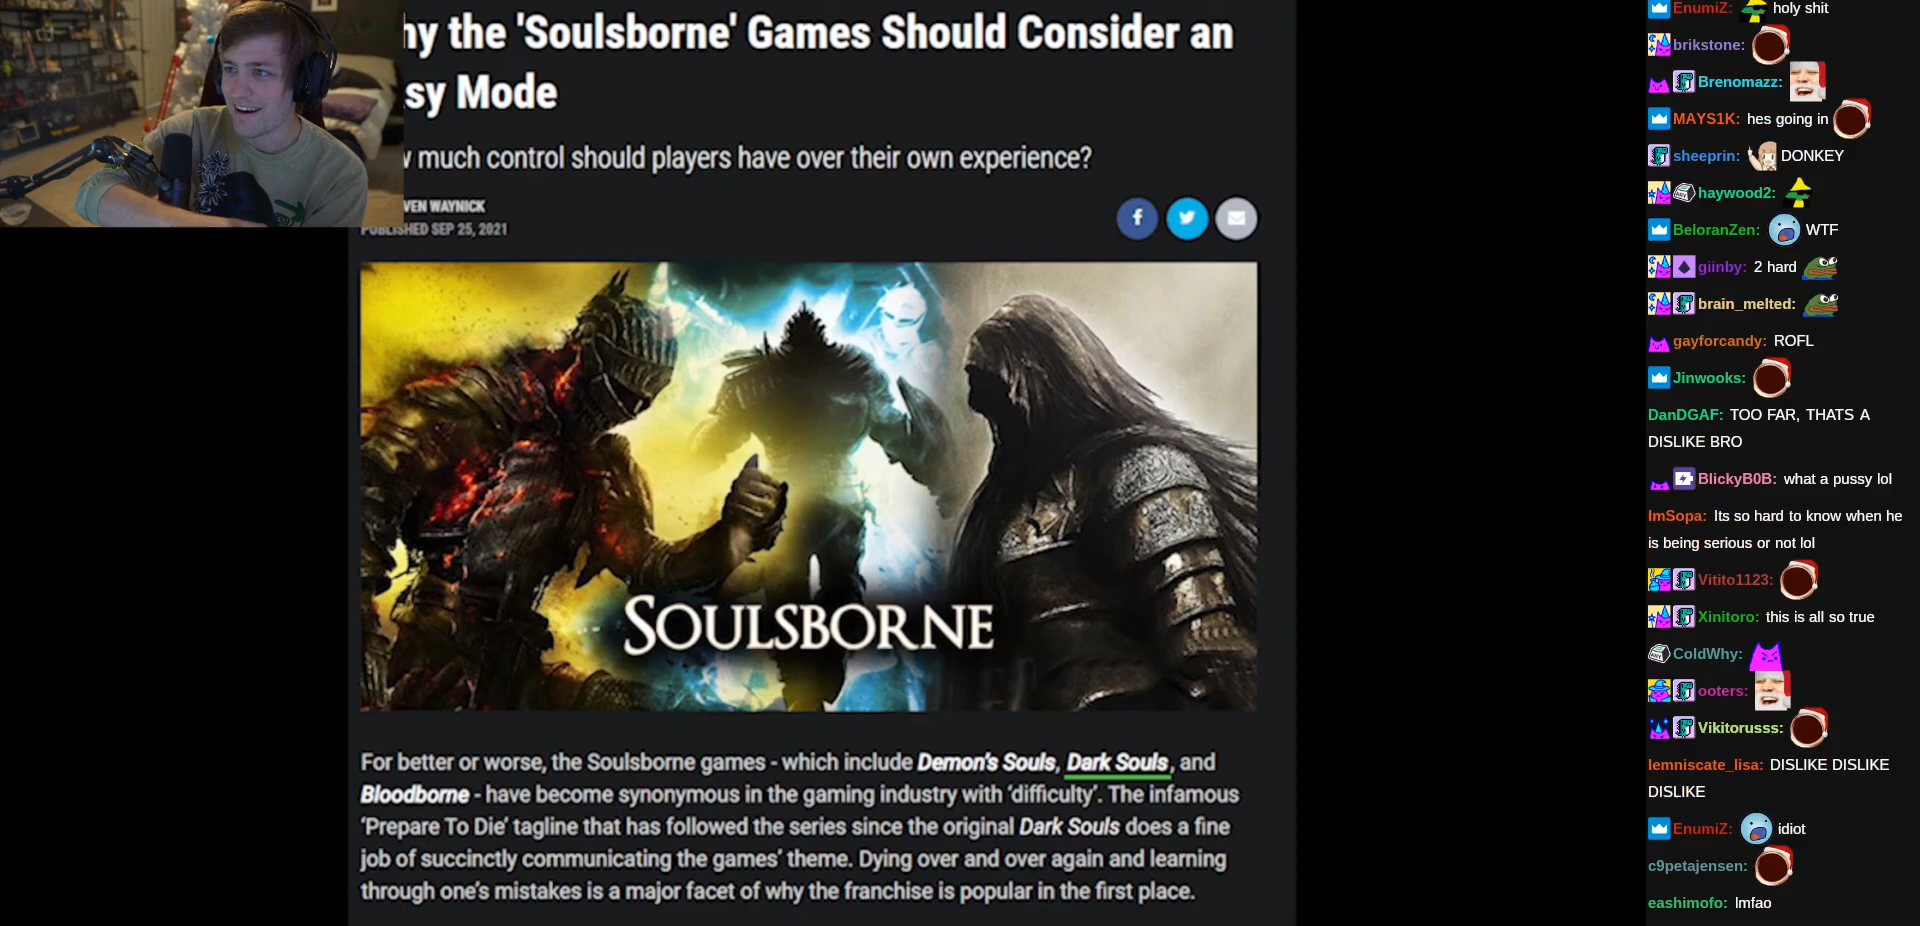 hy the 'Soulsborne' Games Should Consider an
sy Mode
w much control should players have over their own experience?
VEN WAYNICK
PUBLISHED SEP 25, 2021
SOULSBORNE
For better or worse, the Soulsborne games - which include Demon's Souls, Dark Souls, and
Bloodborne - have become synonymous in the gaming industry with ‘difficulty’. The infamous
‘Prepare To Die’ tagline that has followed the series since the original Dark Souls does a fine
job of succinctly communicating the games’ theme. Dying over and over again and learning
through one’s mistakes is a major facet of why the franchise is popular in the first place.
EnumiZ: holy shit
brikstone:
Brenomazz:
MAYS1K: hes going in
sheeprin: DONKEY
haywood2:
BeloranZen: WTF
giinby: 2 hard
brain_melted:
gayforcandy: ROFL
Jinwooks:
DanDGAF: TOO FAR, THATS A
DISLIKE BRO
BlickyB0B: what a pussy lol
ImSopa: Its so hard to know when he
is being serious or not lol
Vitito1123:
Xinitoro: this is all so true
ColdWhy:
ooters:
Vikitorusss:
lemniscate_lisa: DISLIKE DISLIKE
DISLIKE
EnumiZ: idiot
c9petajensen:
eashimofo: lmfao